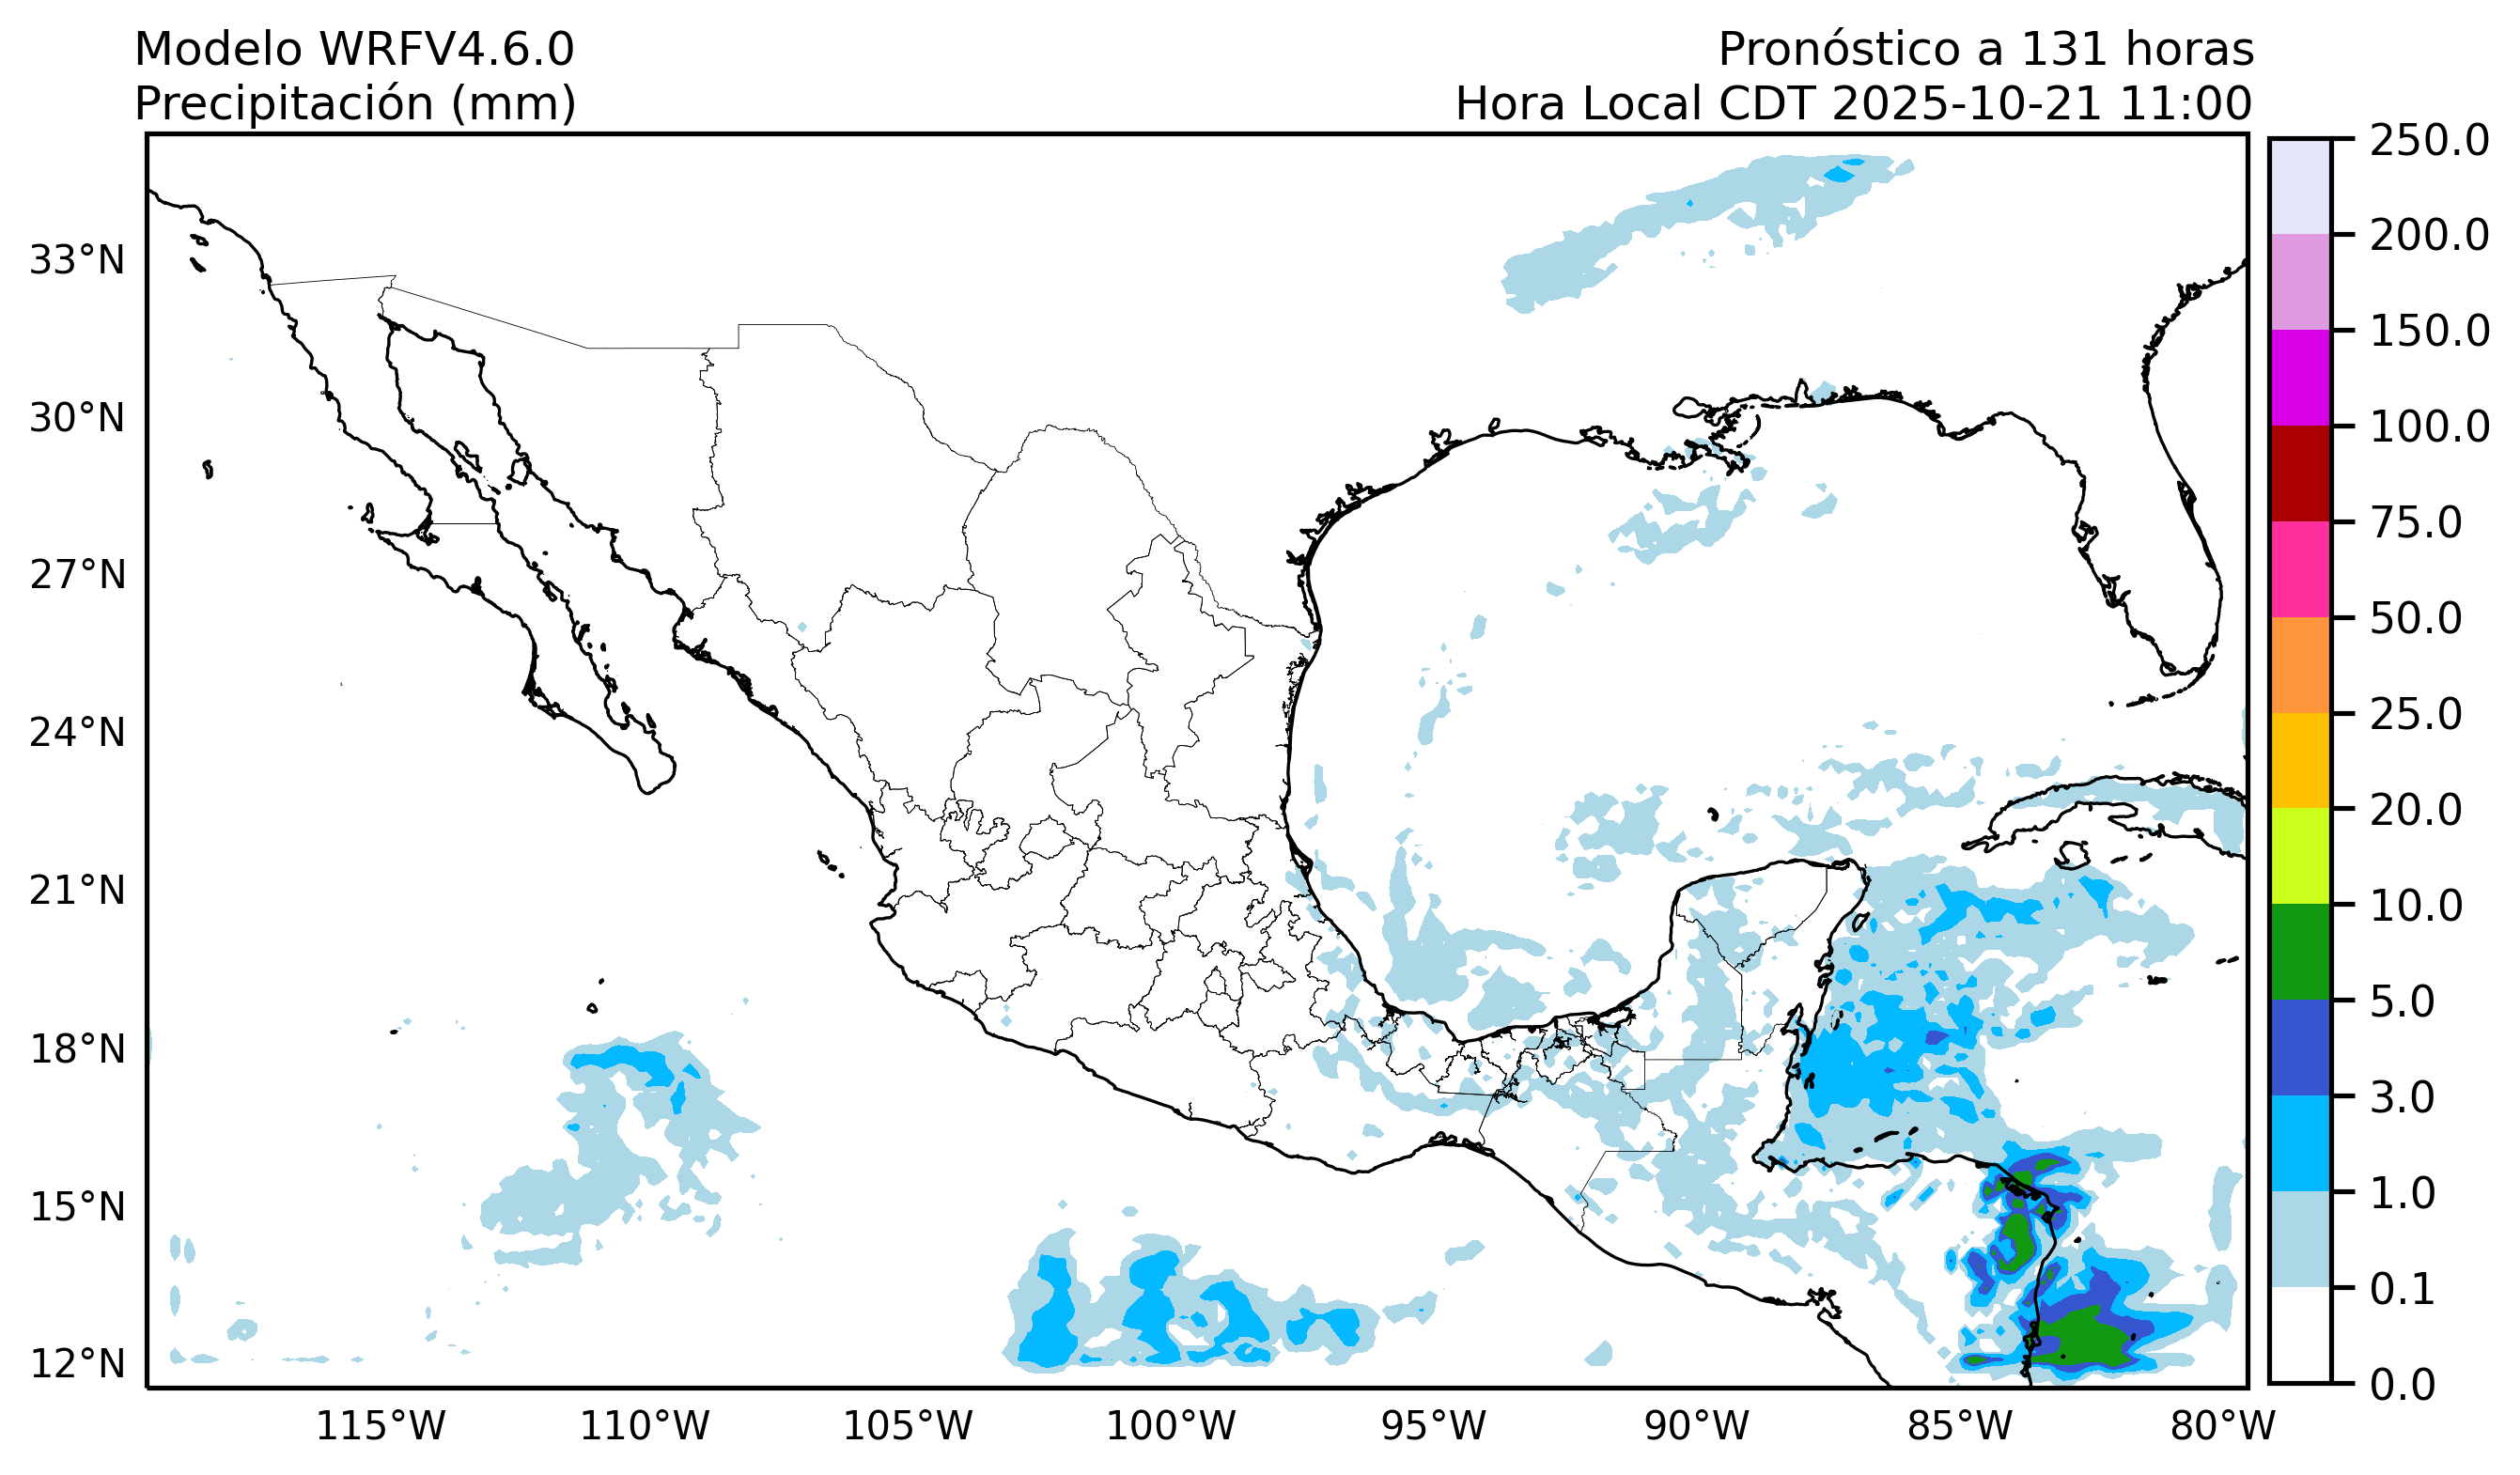 Modelo WRFV4.6.0
Precipitación (mm)
Pronóstico a 131 horas
Hora Local CDT 2025-10-21 11:00
33°N
30°N
27°N
24°N
21°N
18°N
15°N
12°N
115°W
110°W
105°W
100°W
95°W
90°W
85°W
80°W
250.0
200.0
150.0
100.0
75.0
50.0
25.0
20.0
10.0
5.0
3.0
1.0
0.1
0.0